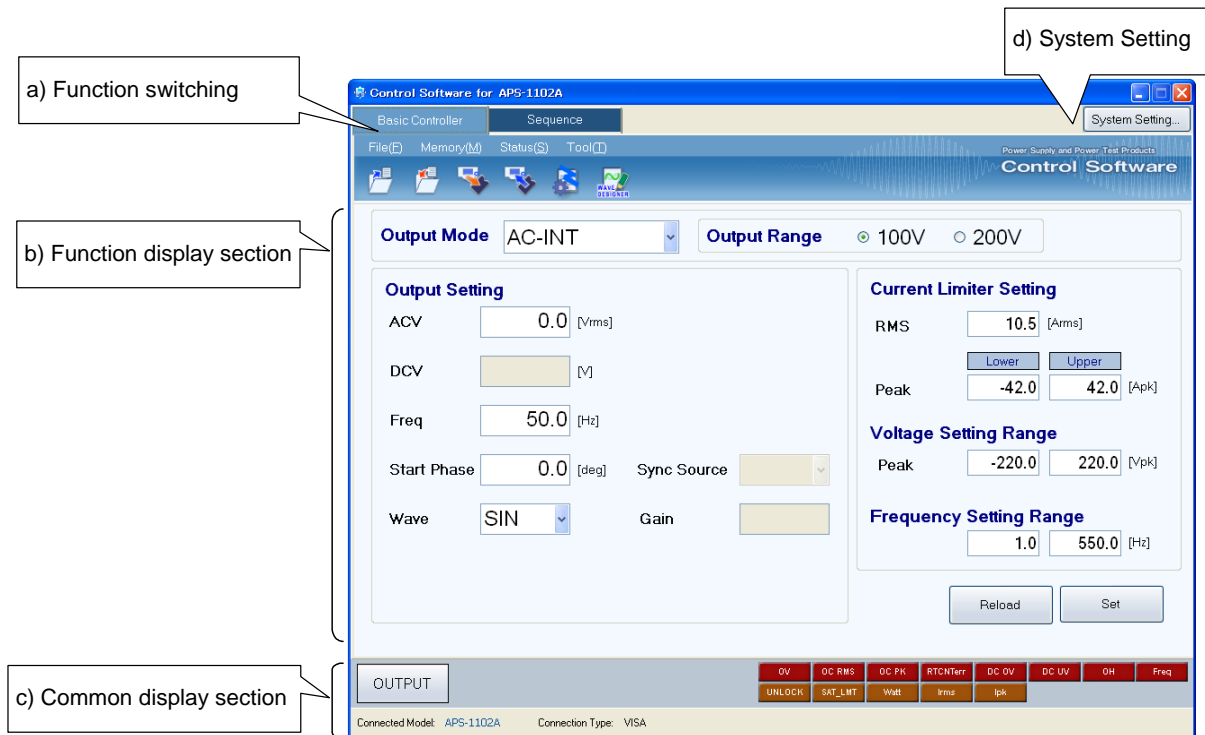 d) System Setting
a) Function switching
Control Software for APS-1102A
Basic Controller Sequence System Setting...
File(F) Memory(M) Status(S) Tool(T)
Power Supply and Power Test Products
Control Software
WAVE
DESIGNER
b) Function display section
Output Mode AC-INT Output Range 100V 200V
Output Setting
ACV 0.0 [Vrms]
DCV [V]
Freq 50.0 [Hz]
Start Phase 0.0 [deg] Sync Source
Wave SIN Gain
Current Limiter Setting
RMS 10.5 [Arms]
Lower Upper
Peak -42.0 42.0 [Apk]
Voltage Setting Range
Peak -220.0 220.0 [Vpk]
Frequency Setting Range
1.0 550.0 [Hz]
Reload Set
c) Common display section
OUTPUT
OV OC RMS OC PK RTCNTerr DC OV DC UV OH Freq
UNLOCK SAT_LMT Watt Irms Ipk
Connected Model: APS-1102A Connection Type: VISA